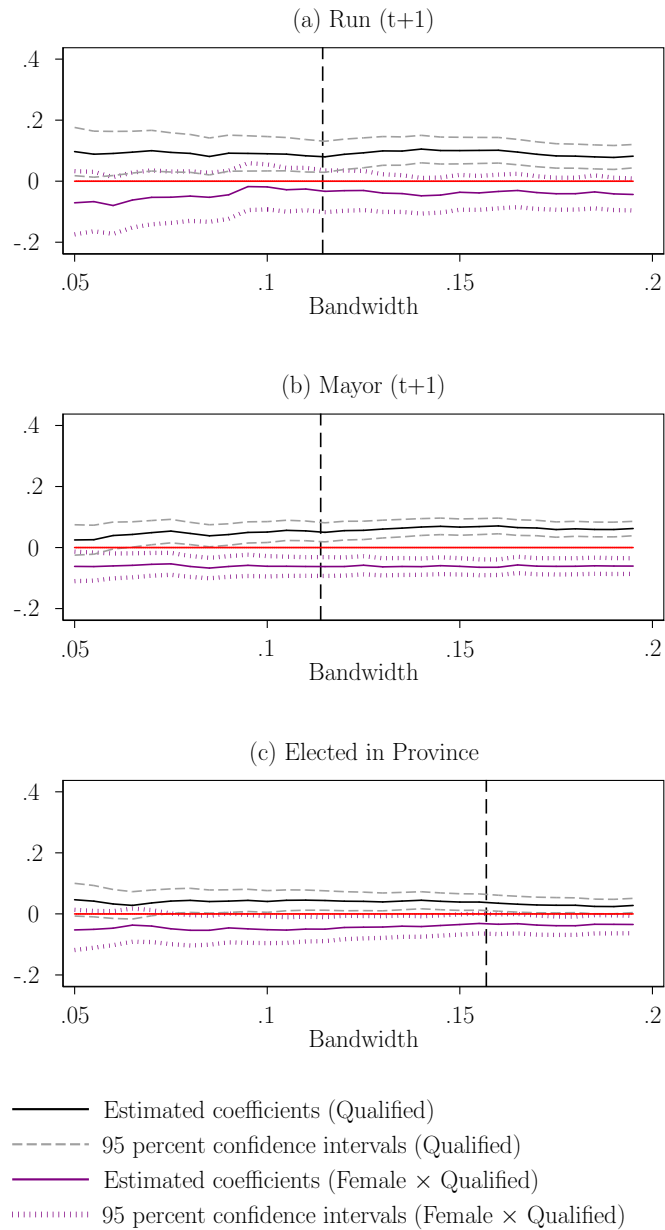 (a) Run (t+1)
.4
.2
0
-.2
.05
.1
.15
.2
Bandwidth
(b) Mayor (t+1)
.4
.2
0
-.2
.05
.1
.15
.2
Bandwidth
(c) Elected in Province
.4
.2
0
-.2
.05
.1
.15
.2
Bandwidth
Estimated coefficients (Qualified)
95 percent confidence intervals (Qualified)
Estimated coefficients (Female × Qualified)
95 percent confidence intervals (Female × Qualified)